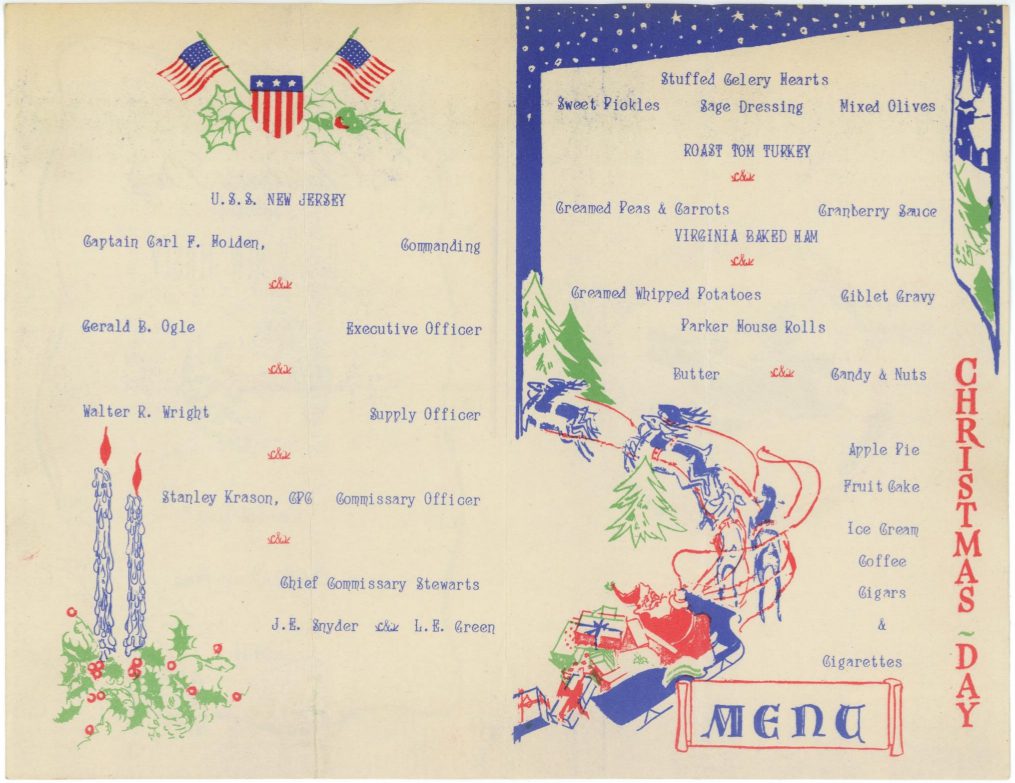 U.S.S. NEW JERSEY
Captain Carl F. Holden, Commanding
Gerald B. Ogle Executive Officer
Walter R. Wright Supply Officer
Stanley Krason, CPC Commissary Officer
Chief Commissary Stewarts
J.E. Snyder L.E. Green
Stuffed Celery Hearts
Sweet Pickles Sage Dressing Mixed Olives
ROAST TOM TURKEY
Creamed Peas & Carrots Cranberry Sauce
VIRGINIA BAKED HAM
Creamed Whipped Potatoes Giblet Gravy
Parker House Rolls
Butter Candy & Nuts
Apple Pie
Fruit Cake
Ice Cream
Coffee
Cigars
&
Cigarettes
CHRISTMAS ~ DAY
MENU